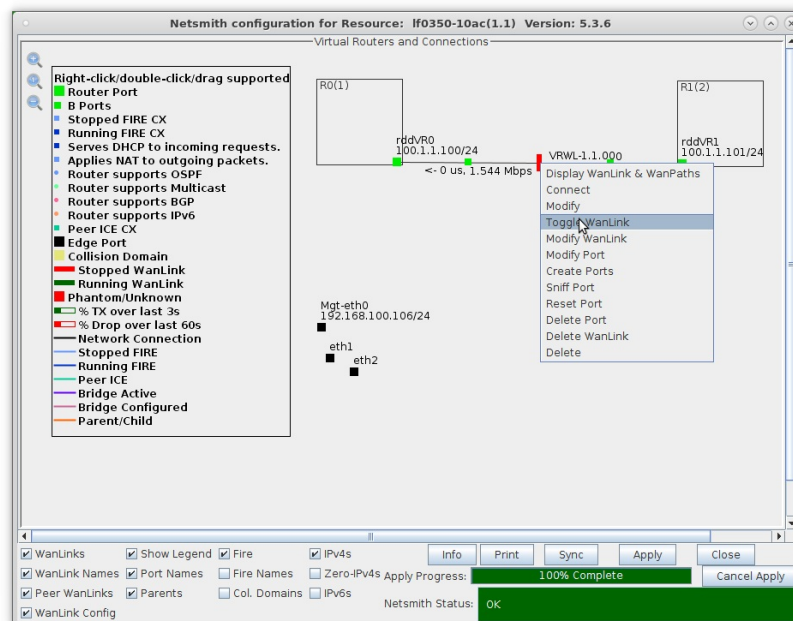 Netsmith configuration for Resource: lf0350-10ac(1.1) Version: 5.3.6
Virtual Routers and Connections
Right-click/double-click/drag supported
Router Port
B Ports
Stopped FIRE CX
Running FIRE CX
Serves DHCP to incoming requests.
Applies NAT to outgoing packets.
Router supports OSPF
Router supports Multicast
Router supports BGP
Router supports IPv6
Peer ICE CX
Edge Port
Collision Domain
Stopped WanLink
Running WanLink
Phantom/Unknown
% TX over last 3s
% Drop over last 60s
Network Connection
Stopped FIRE
Running FIRE
Peer ICE
Bridge Active
Bridge Configured
Parent/Child
R0(1)
rddVR0
100.1.1.100/24
<- 0 us, 1.544 Mbps
VRWL-1.1.000
R1(2)
rddVR1
100.1.1.101/24
Display WanLink & WanPaths
Connect
Modify
Toggle WanLink
Modify WanLink
Modify Port
Create Ports
Sniff Port
Reset Port
Delete Port
Delete WanLink
Delete
Mgt-eth0
192.168.100.106/24
eth1
eth2
WanLinks Show Legend Fire IPv4s Info Print Sync Apply Close
WanLink Names Port Names Fire Names Zero-IPv4s Apply Progress: 100% Complete Cancel Apply
Peer WanLinks Parents Col. Domains IPv6s Netsmith Status: OK
WanLink Config